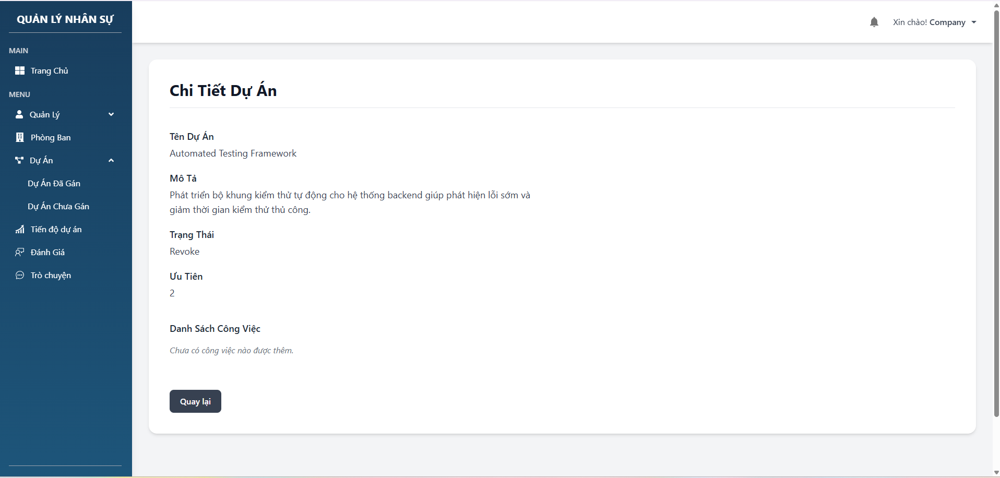 QUẢN LÝ NHÂN SỰ
MAIN
Trang Chủ
MENU
Quản Lý
Phòng Ban
Dự Án
Dự Án Đã Gán
Dự Án Chưa Gán
Tiến độ dự án
Đánh Giá
Trò chuyện
Xin chào! Company
Chi Tiết Dự Án
Tên Dự Án
Automated Testing Framework
Mô Tả
Phát triển bộ khung kiểm thử tự động cho hệ thống backend giúp phát hiện lỗi sớm và
giảm thời gian kiểm thử thủ công.
Trạng Thái
Revoke
Ưu Tiên
2
Danh Sách Công Việc
Chưa có công việc nào được thêm.
Quay lại